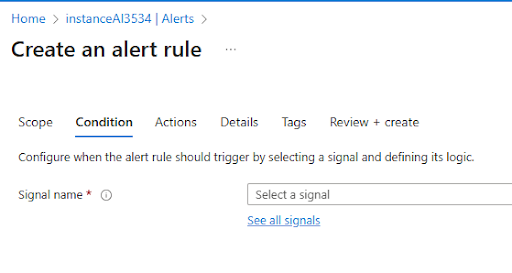 Home > instanceAI3534 | Alerts >
Create an alert rule ...
Scope Condition Actions Details Tags Review + create
Configure when the alert rule should trigger by selecting a signal and defining its logic.
Signal name * Select a signal
See all signals